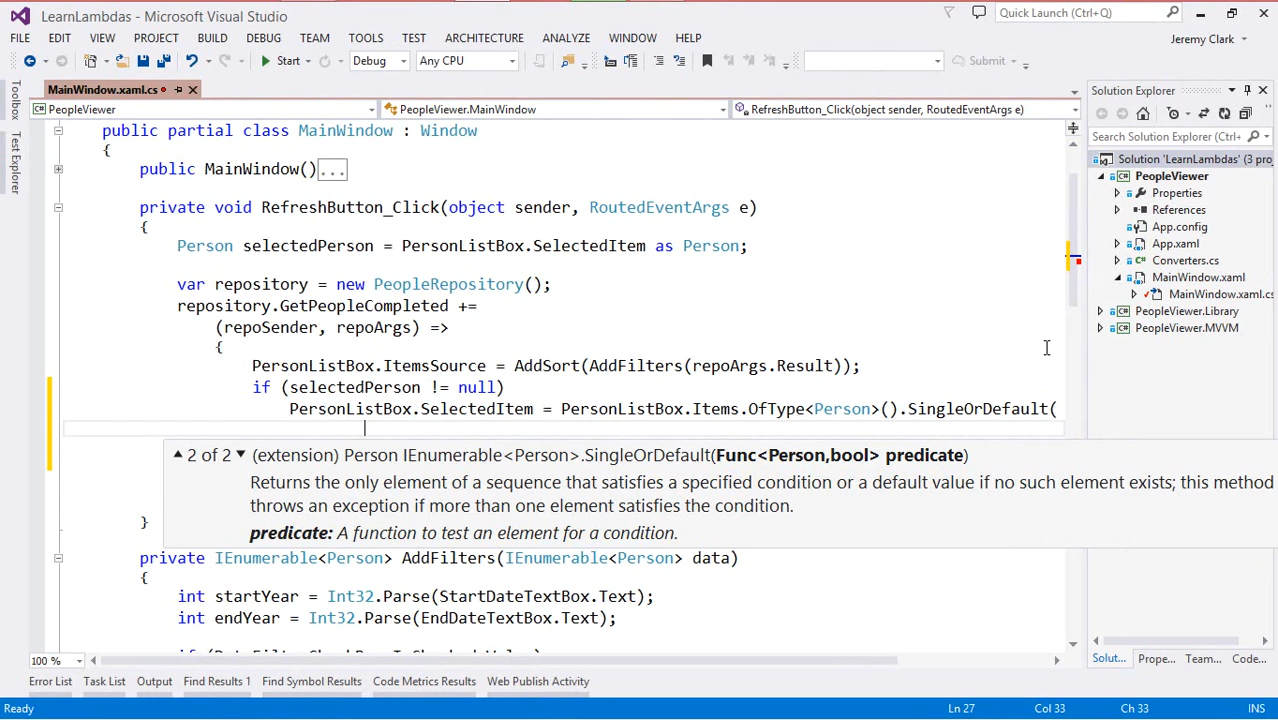 LearnLambdas - Microsoft Visual Studio
Quick Launch (Ctrl+Q)
FILE EDIT VIEW PROJECT BUILD DEBUG TEAM TOOLS TEST ARCHITECTURE ANALYZE WINDOW HELP
Jeremy Clark
Start Debug Any CPU Submit
Toolbox
Test Explorer
MainWindow.xaml.cs
PeopleViewer PeopleViewer.MainWindow RefreshButton_Click(object sender, RoutedEventArgs e)
public partial class MainWindow : Window
{
public MainWindow()...
private void RefreshButton_Click(object sender, RoutedEventArgs e)
{
Person selectedPerson = PersonListBox.SelectedItem as Person;
var repository = new PeopleRepository();
repository.GetPeopleCompleted +=
(repoSender, repoArgs) =>
{
PersonListBox.ItemsSource = AddSort(AddFilters(repoArgs.Result));
if (selectedPerson != null)
PersonListBox.SelectedItem = PersonListBox.Items.OfType<Person>().SingleOrDefault(
2 of 2 (extension) Person IEnumerable<Person>.SingleOrDefault(Func<Person,bool> predicate)
Returns the only element of a sequence that satisfies a specified condition or a default value if no such element exists; this method
throws an exception if more than one element satisfies the condition.
predicate: A function to test an element for a condition.
}
private IEnumerable<Person> AddFilters(IEnumerable<Person> data)
{
int startYear = Int32.Parse(StartDateTextBox.Text);
int endYear = Int32.Parse(EndDateTextBox.Text);
100 %
Solution Explorer
Search Solution Explorer (Ctrl+
Solution 'LearnLambdas' (3 pro
PeopleViewer
Properties
References
App.config
App.xaml
Converters.cs
MainWindow.xaml
MainWindow.xaml.cs
PeopleViewer.Library
PeopleViewer.MVVM
Solut... Prope... Team... Code...
Error List Task List Output Find Results 1 Find Symbol Results Code Metrics Results Web Publish Activity
Ready Ln 27 Col 33 Ch 33 INS